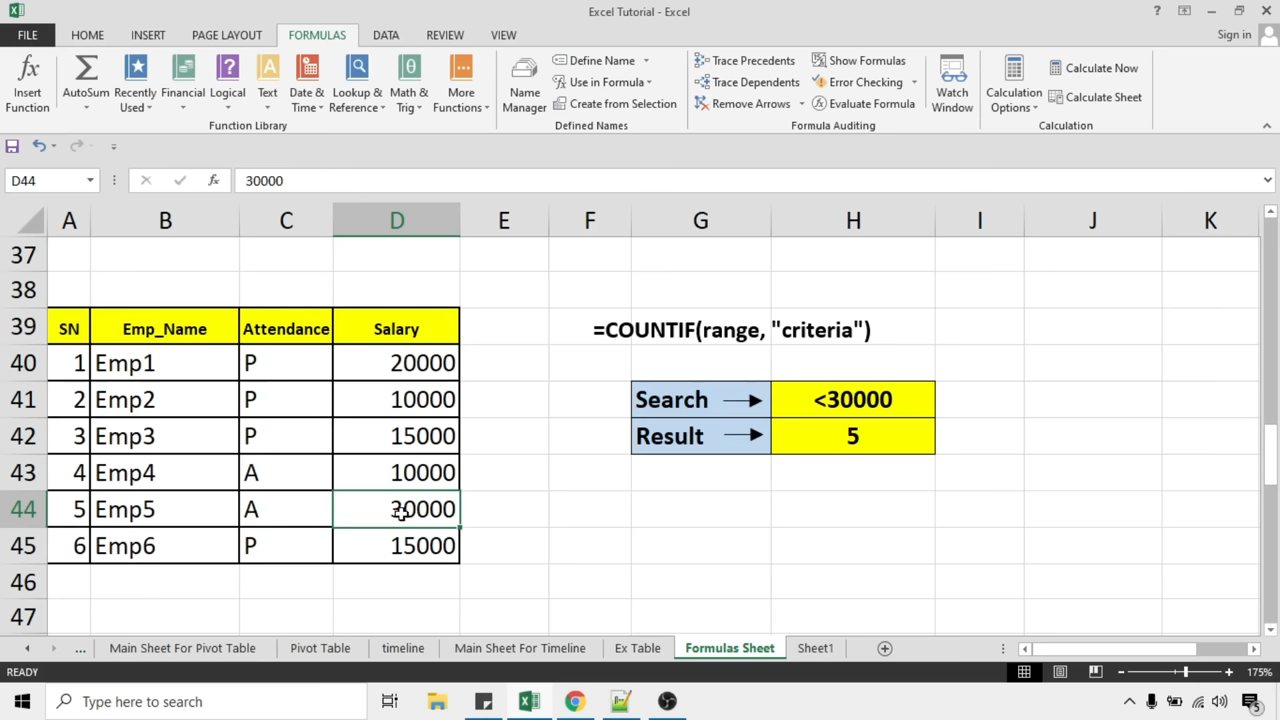 Excel Tutorial - Excel
?
FILE HOME INSERT PAGE LAYOUT FORMULAS DATA REVIEW VIEW Sign in
fx Insert Function
Σ AutoSum
Recently Used
Financial
Logical
Text
Date & Time
Lookup & Reference
Math & Trig
More Functions
Function Library
Name Manager
Define Name
Use in Formula
Create from Selection
Defined Names
Trace Precedents
Trace Dependents
Remove Arrows
Show Formulas
Error Checking
Evaluate Formula
Watch Window
Formula Auditing
Calculation Options
Calculate Now
Calculate Sheet
Calculation
D44 fx 30000
A B C D E F G H I J K
37
38
39 SN Emp_Name Attendance Salary =COUNTIF(range, "criteria")
40 1 Emp1 P 20000
41 2 Emp2 P 10000 Search <30000
42 3 Emp3 P 15000 Result 5
43 4 Emp4 A 10000
44 5 Emp5 A 30000
45 6 Emp6 P 15000
46
47
... Main Sheet For Pivot Table Pivot Table timeline Main Sheet For Timeline Ex Table Formulas Sheet Sheet1
READY 175%
Type here to search 5